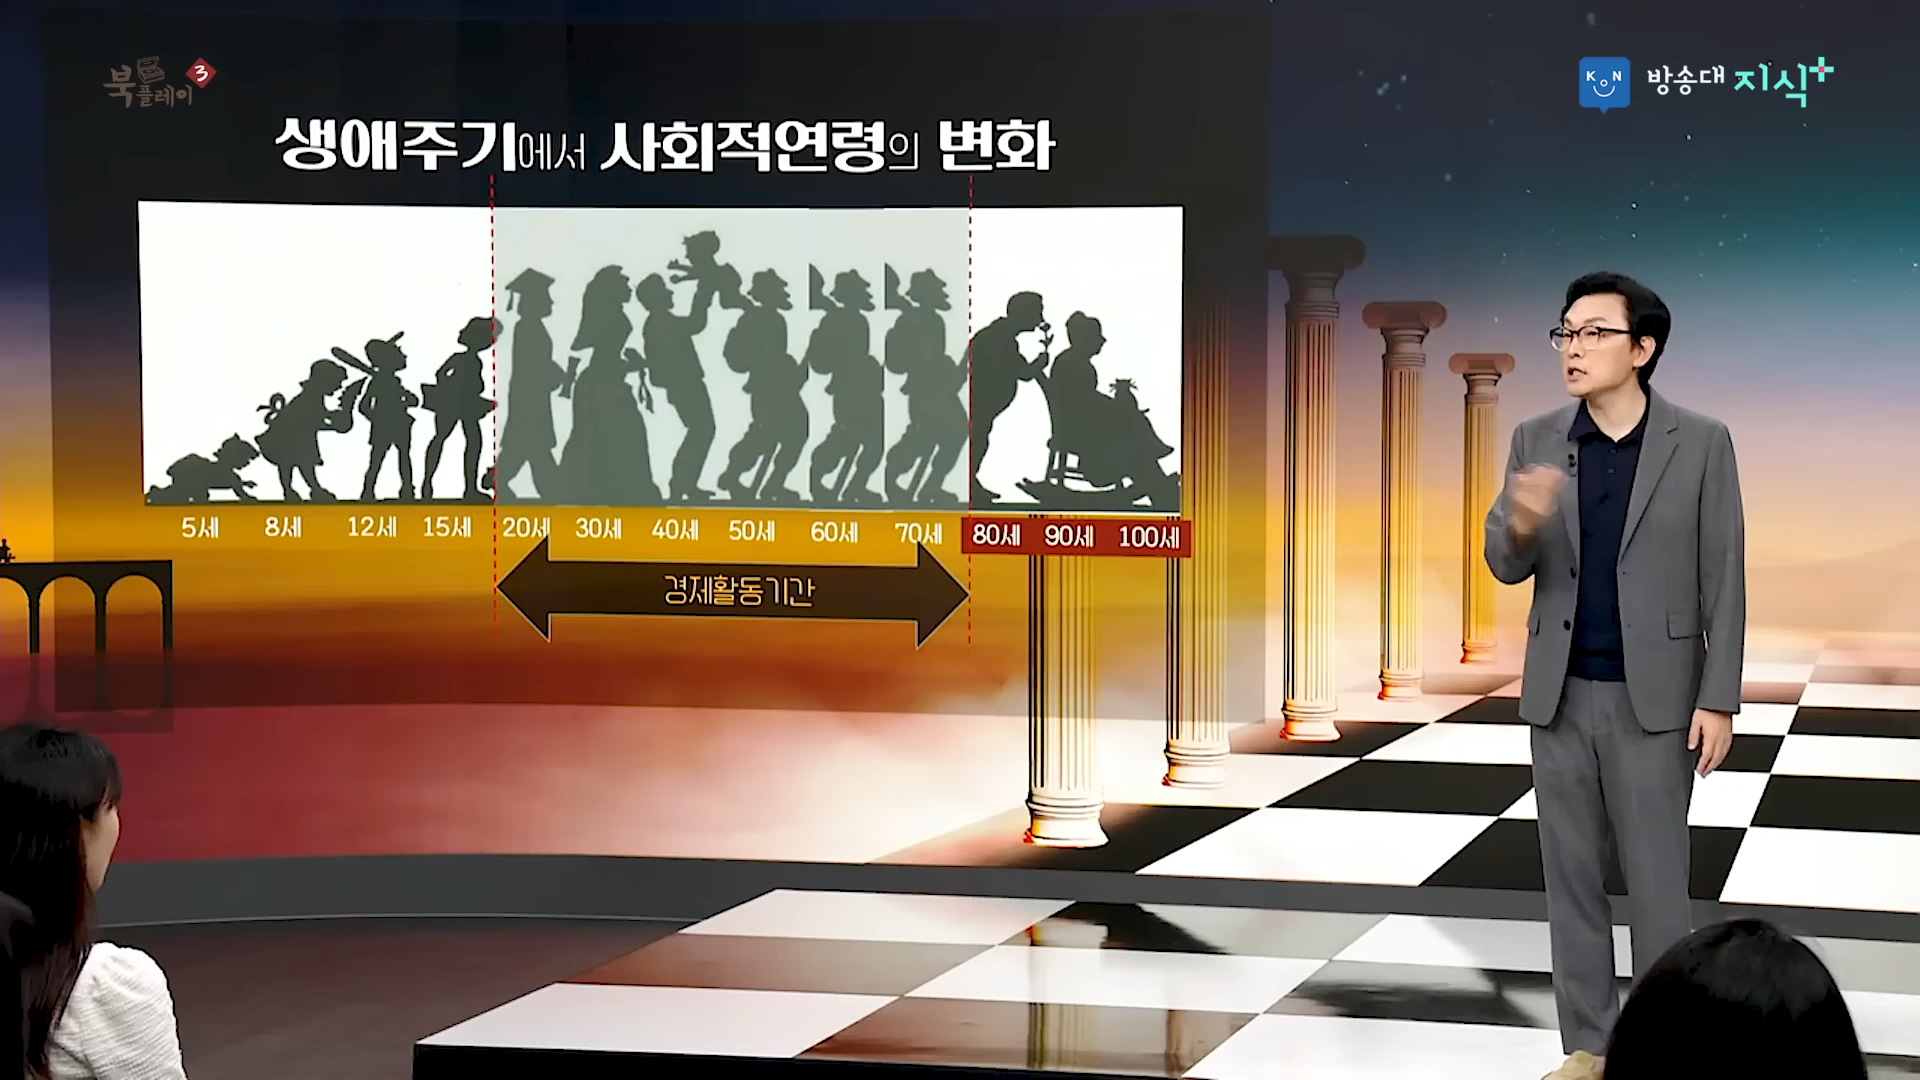 북플레이 3
KON 방송대 지식+
생애주기에서 사회적연령의 변화
5세 8세 12세 15세 20세 30세 40세 50세 60세 70세 80세 90세 100세
경제활동기간